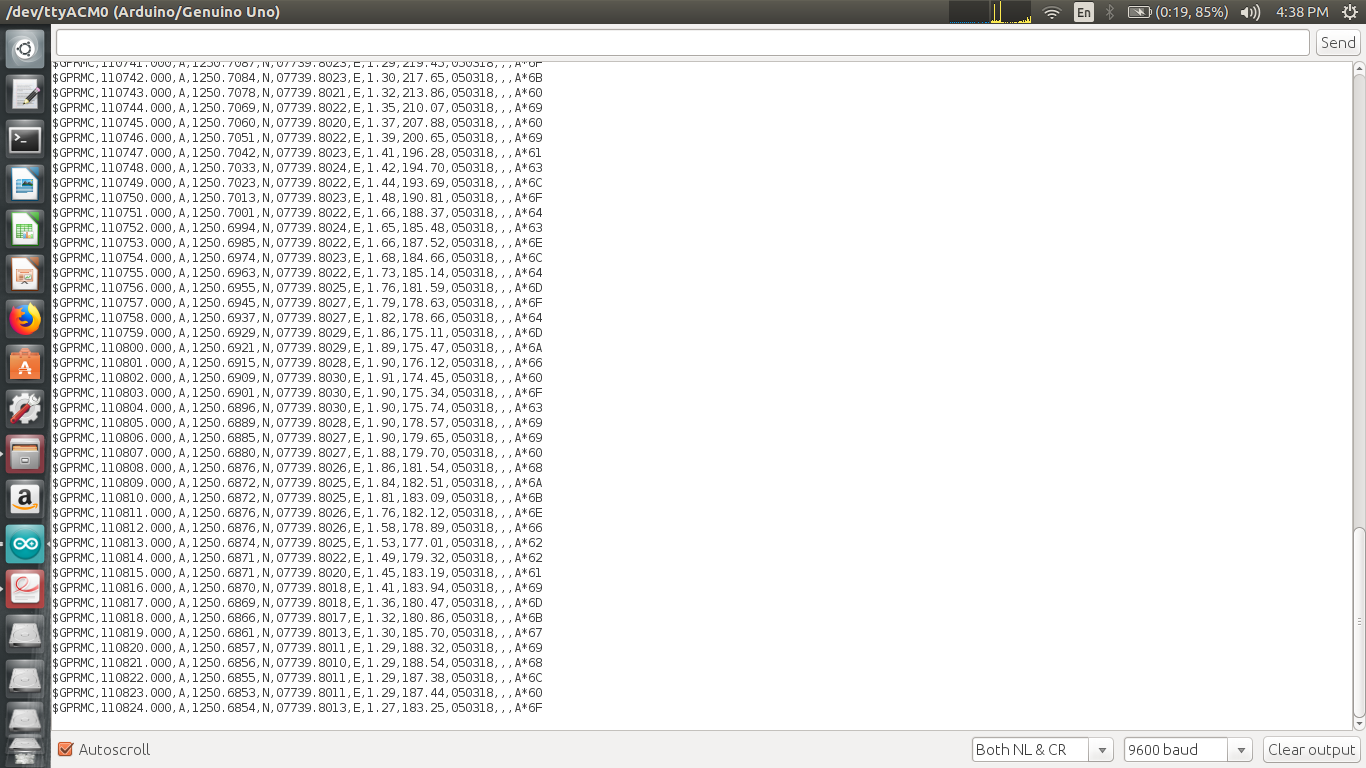 /dev/ttyACM0 (Arduino/Genuino Uno)
En
(0:19, 85%)
4:38 PM
Send
$GPRMC,110741.000,A,1250.7087,N,07739.8023,E,1.29,219.45,050318,,,A*6F
$GPRMC,110742.000,A,1250.7084,N,07739.8023,E,1.30,217.65,050318,,,A*6B
$GPRMC,110743.000,A,1250.7078,N,07739.8021,E,1.32,213.86,050318,,,A*60
$GPRMC,110744.000,A,1250.7069,N,07739.8022,E,1.35,210.07,050318,,,A*69
$GPRMC,110745.000,A,1250.7060,N,07739.8020,E,1.37,207.88,050318,,,A*60
$GPRMC,110746.000,A,1250.7051,N,07739.8022,E,1.39,200.65,050318,,,A*69
$GPRMC,110747.000,A,1250.7042,N,07739.8023,E,1.41,196.28,050318,,,A*61
$GPRMC,110748.000,A,1250.7033,N,07739.8024,E,1.42,194.70,050318,,,A*63
$GPRMC,110749.000,A,1250.7023,N,07739.8022,E,1.44,193.69,050318,,,A*6C
$GPRMC,110750.000,A,1250.7013,N,07739.8023,E,1.48,190.81,050318,,,A*6F
$GPRMC,110751.000,A,1250.7001,N,07739.8022,E,1.66,188.37,050318,,,A*64
$GPRMC,110752.000,A,1250.6994,N,07739.8024,E,1.65,185.48,050318,,,A*63
$GPRMC,110753.000,A,1250.6985,N,07739.8022,E,1.66,187.52,050318,,,A*6E
$GPRMC,110754.000,A,1250.6974,N,07739.8023,E,1.68,184.66,050318,,,A*6C
$GPRMC,110755.000,A,1250.6963,N,07739.8022,E,1.73,185.14,050318,,,A*64
$GPRMC,110756.000,A,1250.6955,N,07739.8025,E,1.76,181.59,050318,,,A*6D
$GPRMC,110757.000,A,1250.6945,N,07739.8027,E,1.79,178.63,050318,,,A*6F
$GPRMC,110758.000,A,1250.6937,N,07739.8027,E,1.82,178.66,050318,,,A*64
$GPRMC,110759.000,A,1250.6929,N,07739.8029,E,1.86,175.11,050318,,,A*6D
$GPRMC,110800.000,A,1250.6921,N,07739.8029,E,1.89,175.47,050318,,,A*6A
$GPRMC,110801.000,A,1250.6915,N,07739.8028,E,1.90,176.12,050318,,,A*66
$GPRMC,110802.000,A,1250.6909,N,07739.8030,E,1.91,174.45,050318,,,A*60
$GPRMC,110803.000,A,1250.6901,N,07739.8030,E,1.90,175.34,050318,,,A*6F
$GPRMC,110804.000,A,1250.6896,N,07739.8030,E,1.90,175.74,050318,,,A*63
$GPRMC,110805.000,A,1250.6889,N,07739.8028,E,1.90,178.57,050318,,,A*69
$GPRMC,110806.000,A,1250.6885,N,07739.8027,E,1.90,179.65,050318,,,A*69
$GPRMC,110807.000,A,1250.6880,N,07739.8027,E,1.88,179.70,050318,,,A*60
$GPRMC,110808.000,A,1250.6876,N,07739.8026,E,1.86,181.54,050318,,,A*68
$GPRMC,110809.000,A,1250.6872,N,07739.8025,E,1.84,182.51,050318,,,A*6A
$GPRMC,110810.000,A,1250.6872,N,07739.8025,E,1.81,183.09,050318,,,A*6B
$GPRMC,110811.000,A,1250.6876,N,07739.8026,E,1.76,182.12,050318,,,A*6E
$GPRMC,110812.000,A,1250.6876,N,07739.8026,E,1.58,178.89,050318,,,A*66
$GPRMC,110813.000,A,1250.6874,N,07739.8025,E,1.53,177.01,050318,,,A*62
$GPRMC,110814.000,A,1250.6871,N,07739.8022,E,1.49,179.32,050318,,,A*62
$GPRMC,110815.000,A,1250.6871,N,07739.8020,E,1.45,183.19,050318,,,A*61
$GPRMC,110816.000,A,1250.6870,N,07739.8018,E,1.41,183.94,050318,,,A*69
$GPRMC,110817.000,A,1250.6869,N,07739.8018,E,1.36,180.47,050318,,,A*6D
$GPRMC,110818.000,A,1250.6866,N,07739.8017,E,1.32,180.86,050318,,,A*6B
$GPRMC,110819.000,A,1250.6861,N,07739.8013,E,1.30,185.70,050318,,,A*67
$GPRMC,110820.000,A,1250.6857,N,07739.8011,E,1.29,188.32,050318,,,A*69
$GPRMC,110821.000,A,1250.6856,N,07739.8010,E,1.29,188.54,050318,,,A*68
$GPRMC,110822.000,A,1250.6855,N,07739.8011,E,1.29,187.38,050318,,,A*6C
$GPRMC,110823.000,A,1250.6853,N,07739.8011,E,1.29,187.44,050318,,,A*60
$GPRMC,110824.000,A,1250.6854,N,07739.8013,E,1.27,183.25,050318,,,A*6F
Autoscroll
Both NL & CR
9600 baud
Clear output